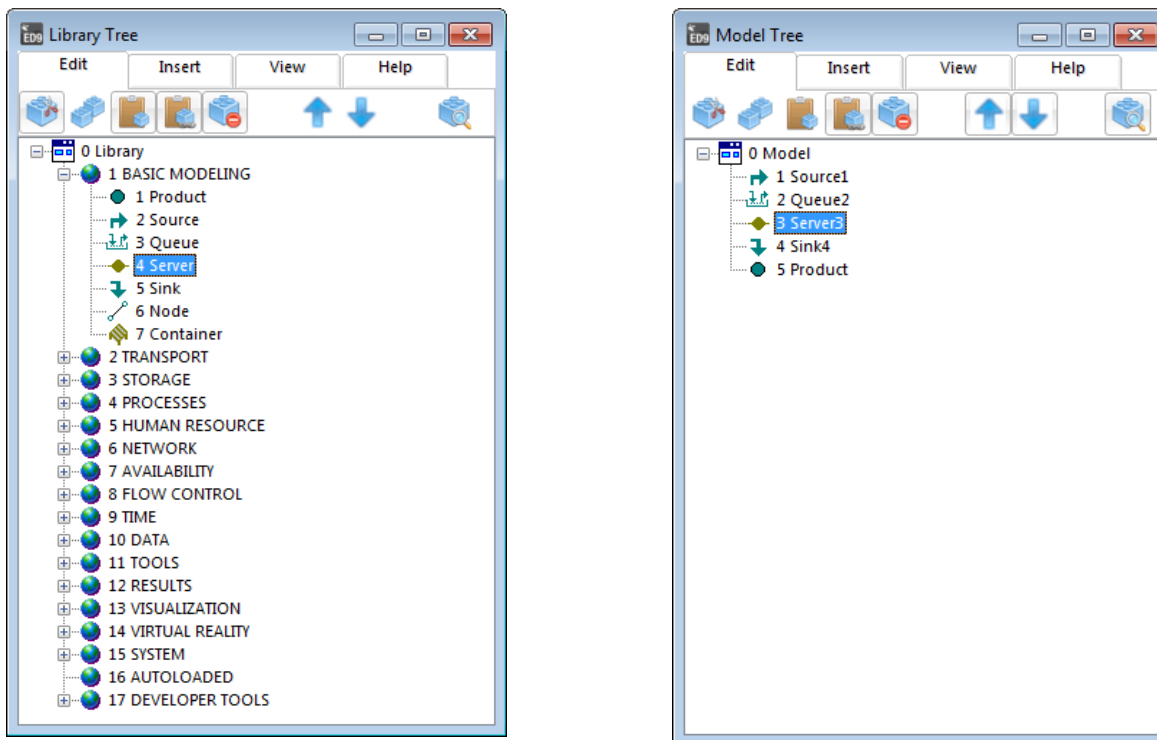 ED9 Library Tree
Edit Insert View Help
0 Library
1 BASIC MODELING
1 Product
2 Source
3 Queue
4 Server
5 Sink
6 Node
7 Container
2 TRANSPORT
3 STORAGE
4 PROCESSES
5 HUMAN RESOURCE
6 NETWORK
7 AVAILABILITY
8 FLOW CONTROL
9 TIME
10 DATA
11 TOOLS
12 RESULTS
13 VISUALIZATION
14 VIRTUAL REALITY
15 SYSTEM
16 AUTOLOADED
17 DEVELOPER TOOLS
ED9 Model Tree
Edit Insert View Help
0 Model
1 Source1
2 Queue2
3 Server3
4 Sink4
5 Product